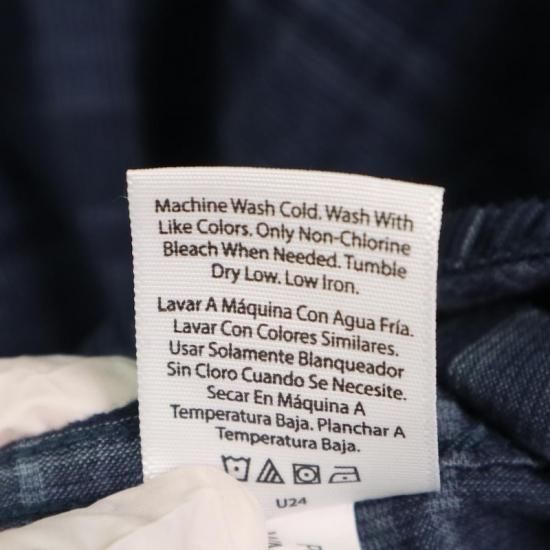 Machine Wash Cold. Wash With
Like Colors. Only Non-Chlorine
Bleach When Needed. Tumble
Dry Low. Low Iron.
Lavar A Máquina Con Agua Fría.
Lavar Con Colores Similares.
Usar Solamente Blanqueador
Sin Cloro Cuando Se Necesite.
Secar En Máquina A
Temperatura Baja. Planchar A
Temperatura Baja.
U24